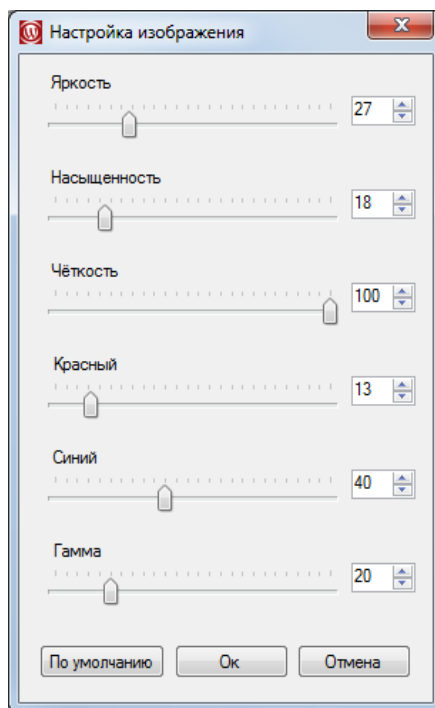 Настройка изображения
Яркость
27
Насыщенность
18
Чёткость
100
Красный
13
Синий
40
Гамма
20
По умолчанию Ок Отмена